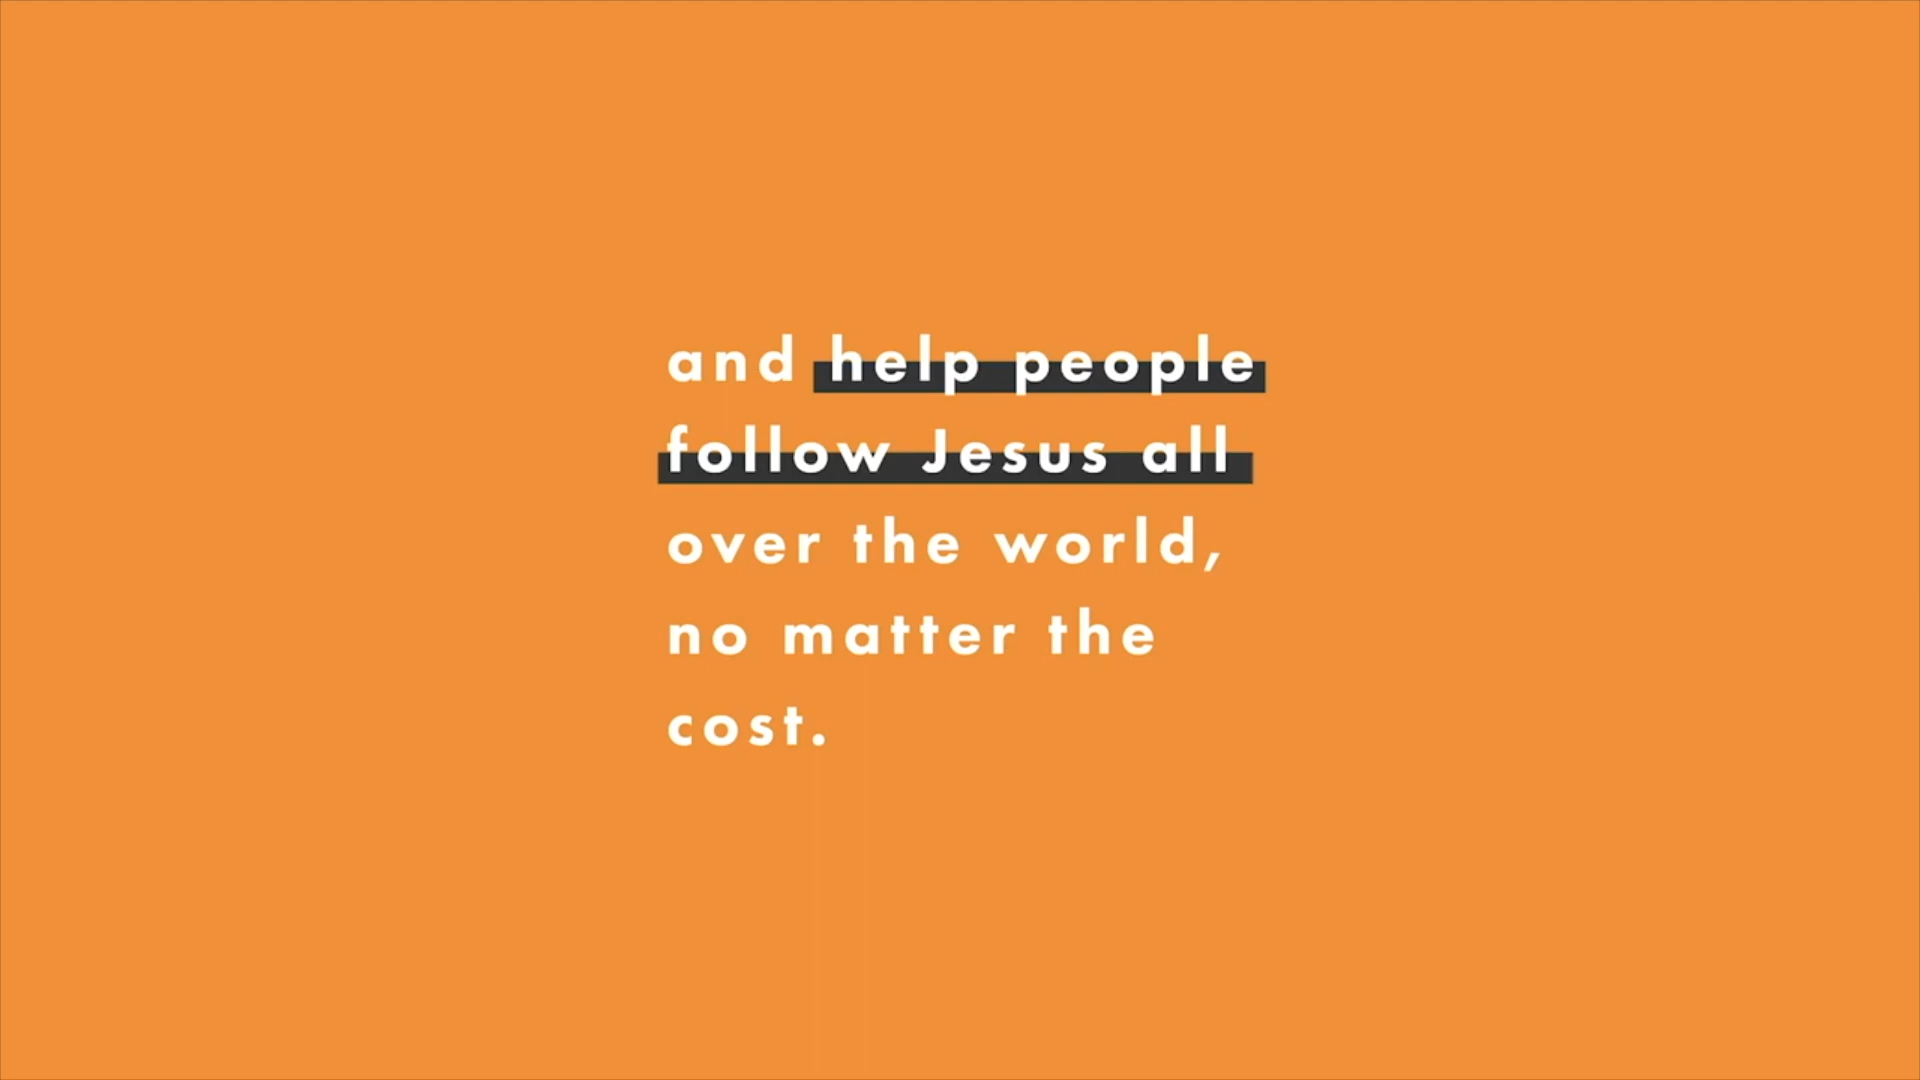 and help people
follow Jesus all
over the world,
no matter the
cost.